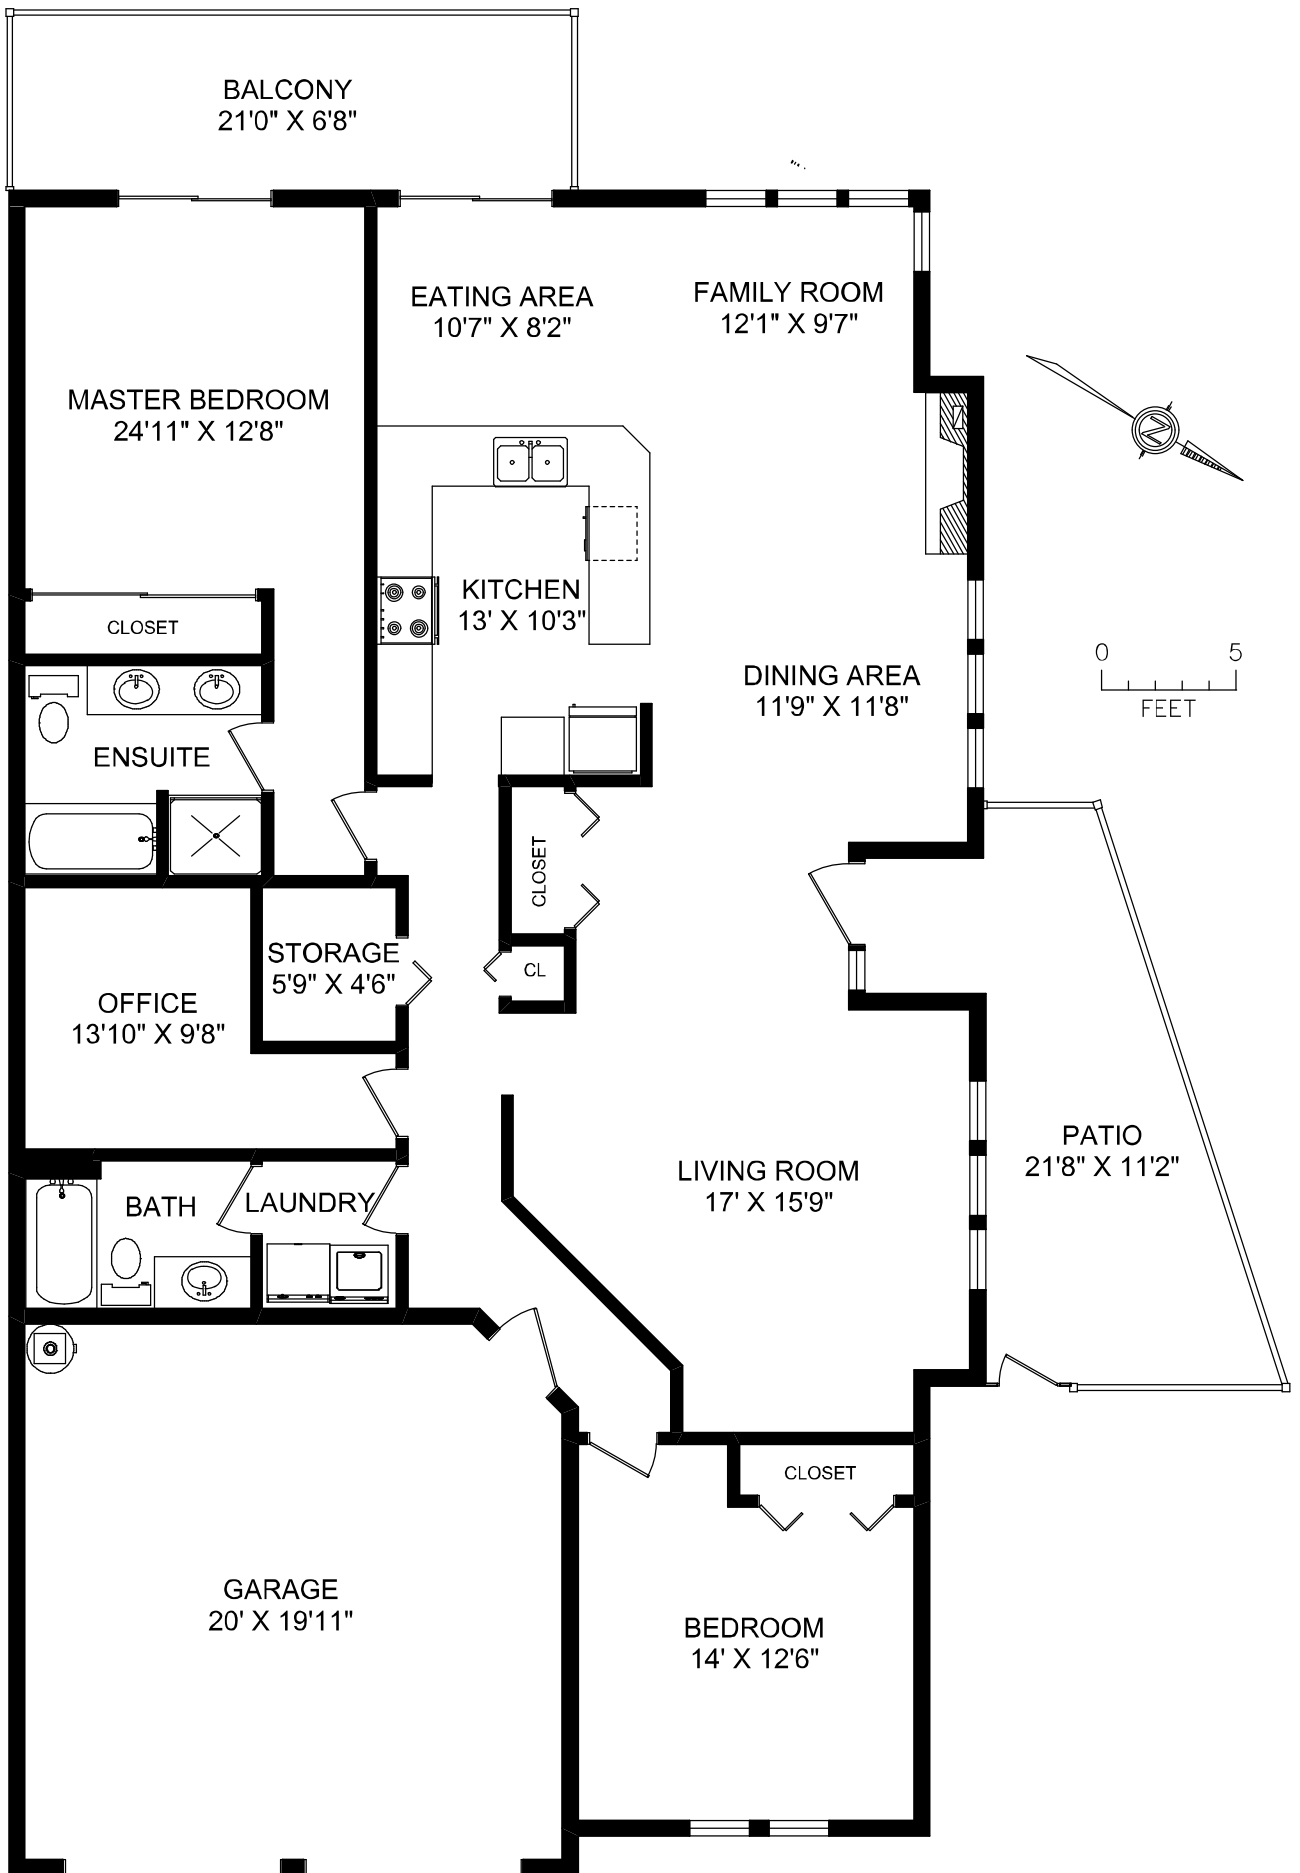 BALCONY
21'0" X 6'8"
EATING AREA
10'7" X 8'2"
FAMILY ROOM
12'1" X 9'7"
MASTER BEDROOM
24'11" X 12'8"
N
KITCHEN
13' X 10'3"
CLOSET
0 5
FEET
DINING AREA
11'9" X 11'8"
ENSUITE
CLOSET
STORAGE
5'9" X 4'6"
CL
OFFICE
13'10" X 9'8"
PATIO
21'8" X 11'2"
LIVING ROOM
17' X 15'9"
BATH
LAUNDRY
CLOSET
GARAGE
20' X 19'11"
BEDROOM
14' X 12'6"